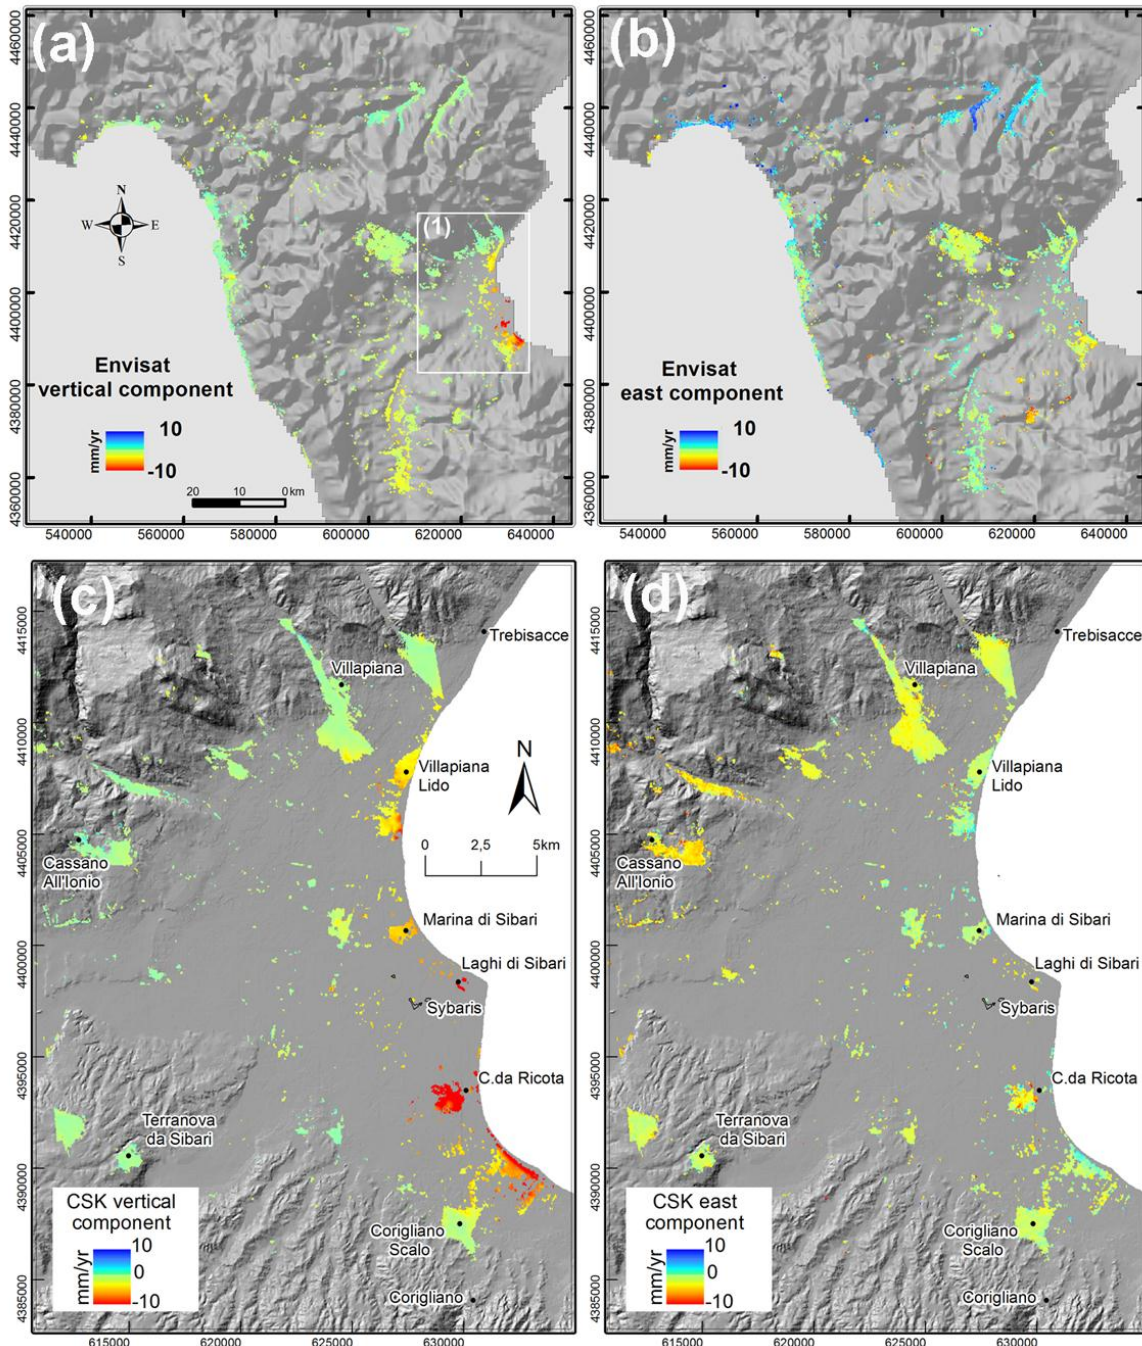 (a)
4460000
4440000
4420000
4400000
4380000
4360000
N
W
E
S
(1)
Envisat
vertical component
10
mm/yr
-10
20
10
0 km
540000
560000
580000
600000
620000
640000
(b)
4460000
4440000
4420000
4400000
4380000
4360000
Envisat
east component
10
mm/yr
-10
540000
560000
580000
600000
620000
640000
(c)
4415000
4410000
4405000
4400000
4395000
4390000
4385000
Trebisacce
Villapiana
N
Villapiana
Lido
0
2,5
5km
Cassano
All'Ionio
Marina di Sibari
Laghi di Sibari
Sybaris
C.da Ricota
Terranova
da Sibari
CSK vertical
component
10
0
-10
mm/yr
Corigliano
Scalo
Corigliano
615000
620000
625000
630000
(d)
4415000
4410000
4405000
4400000
4395000
4390000
4385000
Trebisacce
Villapiana
Villapiana
Lido
Cassano
All'Ionio
Marina di Sibari
Laghi di Sibari
Sybaris
C.da Ricota
Terranova
da Sibari
CSK east
component
10
0
-10
mm/yr
Corigliano
Scalo
Corigliano
615000
620000
625000
630000